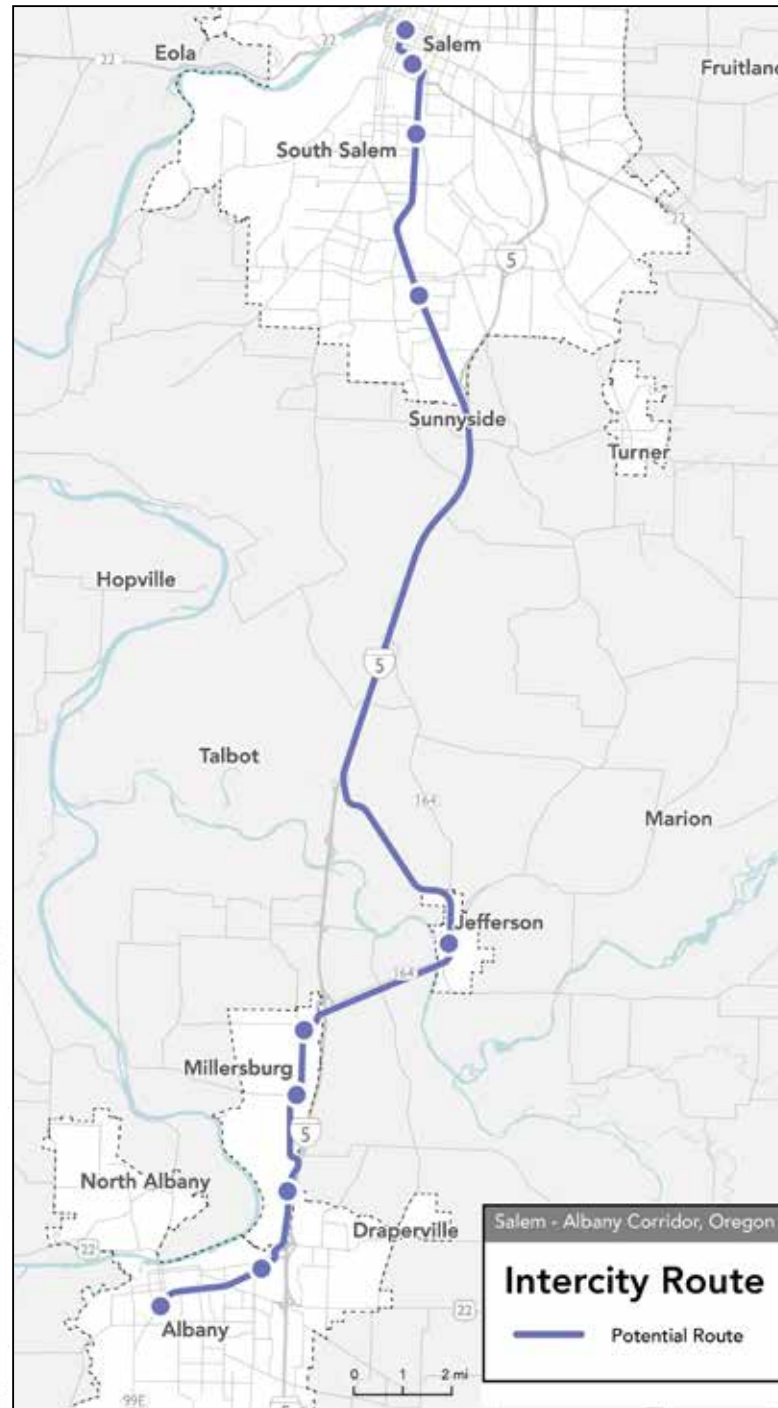 Salem
Eola
22
22
Fruitland
South Salem
22
5
Sunnyside
Turner
Hopville
5
Talbot
164
Marion
Jefferson
164
Millersburg
5
North Albany
Draperville
22
Salem - Albany Corridor, Oregon
Intercity Route
Potential Route
22
Albany
0 1 2 mi
99E
5